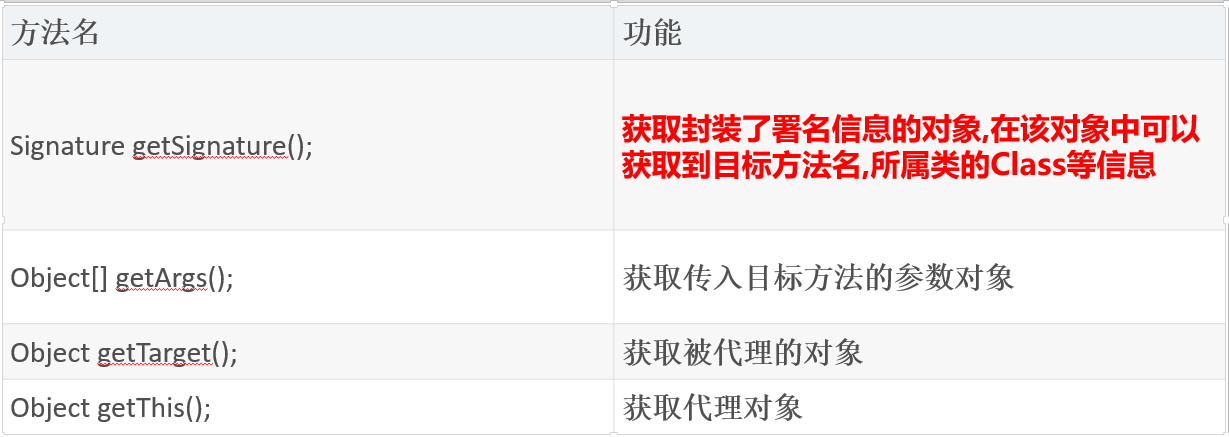 方法名
功能
Signature getSignature();
获取封装了署名信息的对象,在该对象中可以
获取到目标方法名,所属类的Class等信息
Object[] getArgs();
获取传入目标方法的参数对象
Object getTarget();
获取被代理的对象
Object getThis();
获取代理对象